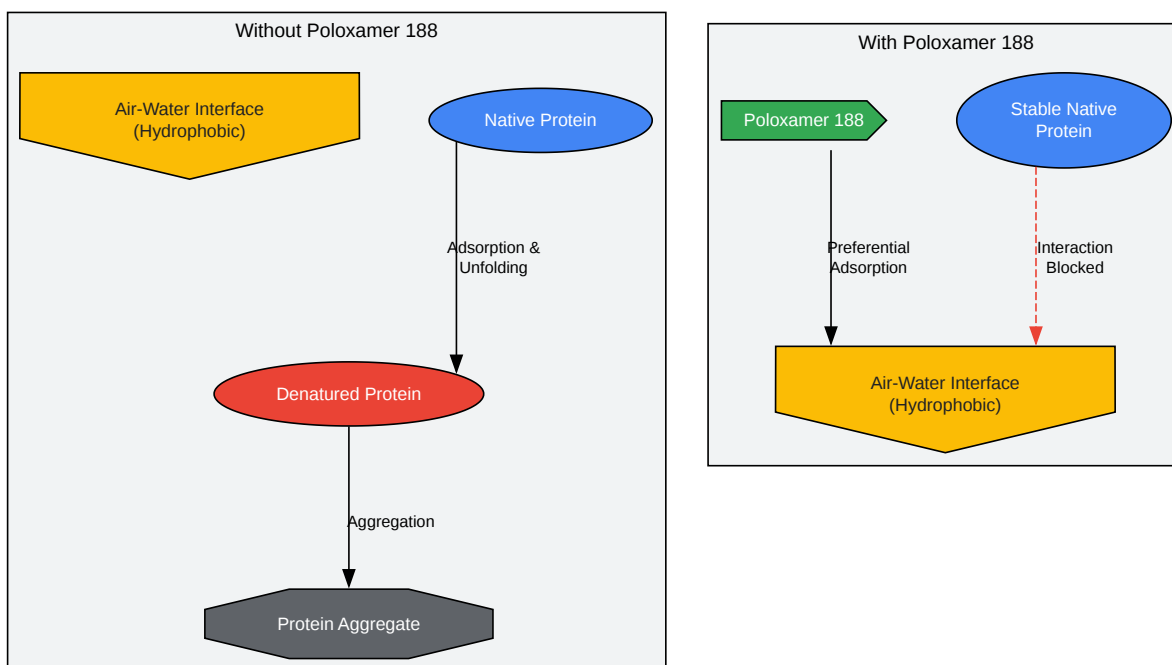 Without Poloxamer 188
Air-Water Interface
(Hydrophobic)
Native Protein
Adsorption &
Unfolding
Denatured Protein
Aggregation
Protein Aggregate
With Poloxamer 188
Poloxamer 188
Stable Native
Protein
Preferential
Adsorption
Interaction
Blocked
Air-Water Interface
(Hydrophobic)